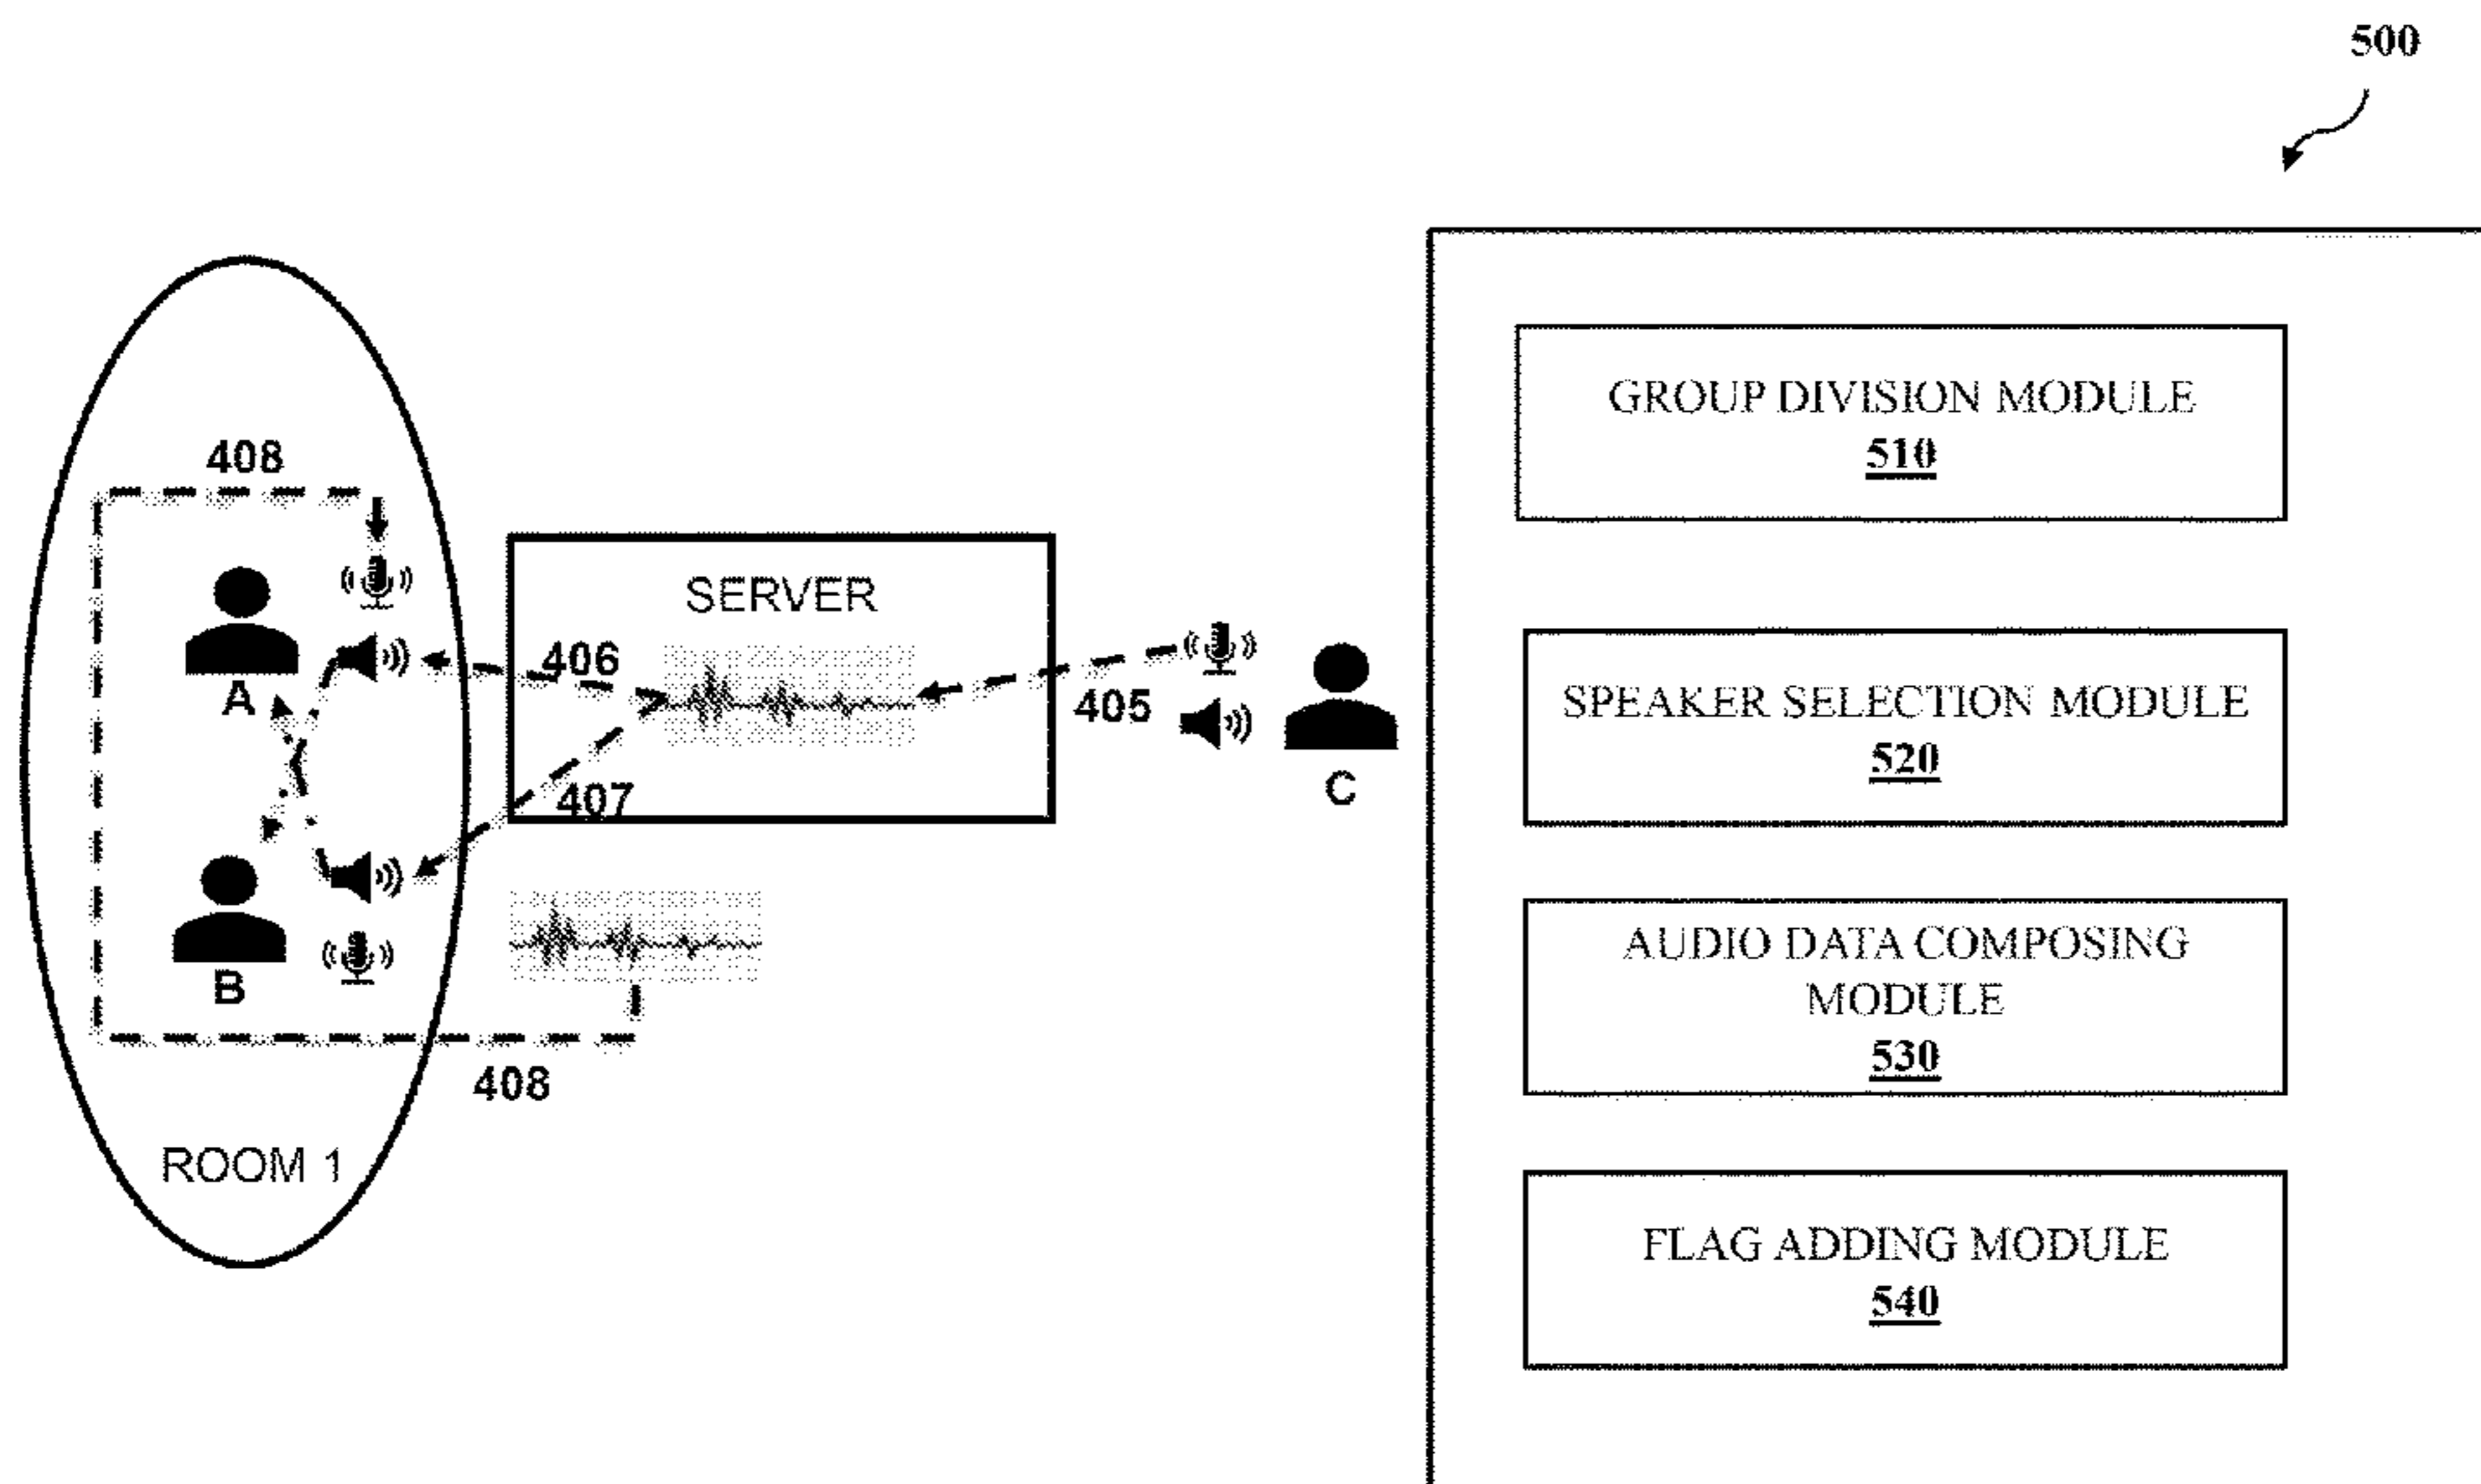 500
408
SERVER
406
A
405
407
C
B
408
ROOM 1
GROUP DIVISION MODULE
510
SPEAKER SELECTION MODULE
520
AUDIO DATA COMPOSING
MODULE
530
FLAG ADDING MODULE
540